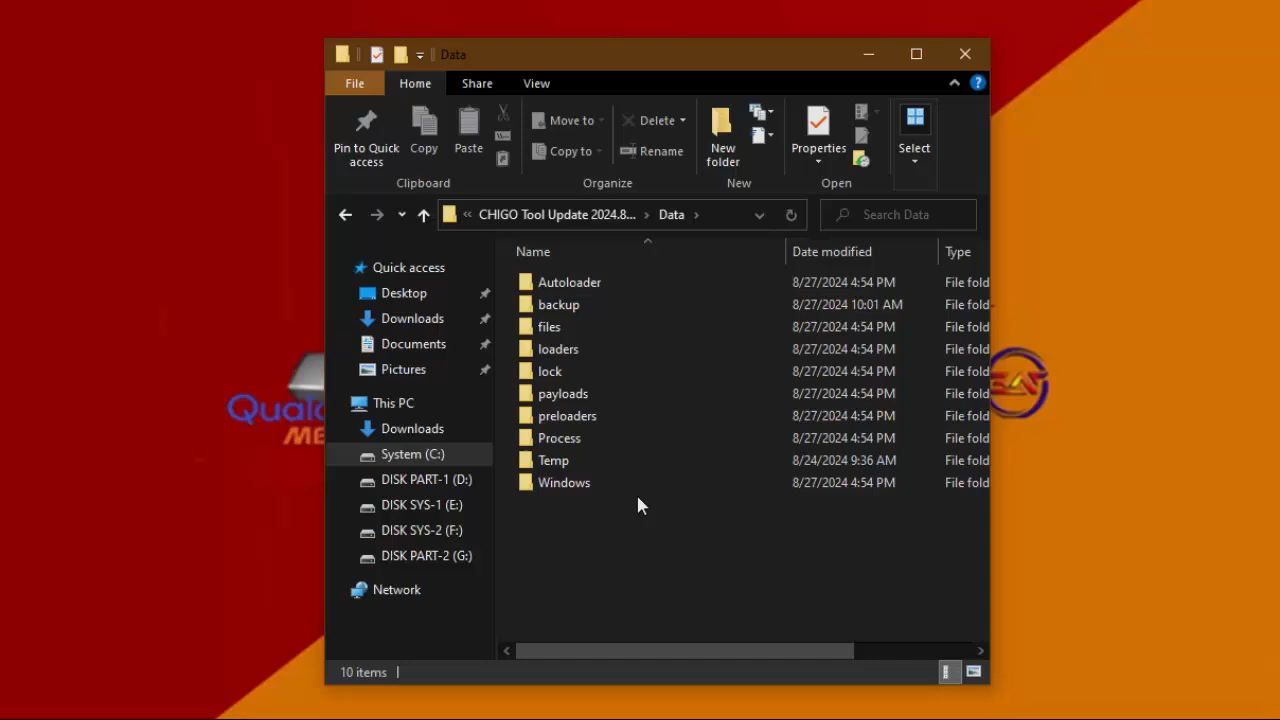 Data
File Home Share View
Pin to Quick access
Copy
Paste
Move to
Copy to
Delete
Rename
New folder
Properties
Select
Clipboard Organize New Open
« CHIGO Tool Update 2024.8... › Data › Search Data
Name Date modified Type
Quick access
Desktop
Downloads
Documents
Pictures
This PC
Downloads
System (C:)
DISK PART-1 (D:)
DISK SYS-1 (E:)
DISK SYS-2 (F:)
DISK PART-2 (G:)
Network
Autoloader 8/27/2024 4:54 PM File fold
backup 8/27/2024 10:01 AM File fold
files 8/27/2024 4:54 PM File fold
loaders 8/27/2024 4:54 PM File fold
lock 8/27/2024 4:54 PM File fold
payloads 8/27/2024 4:54 PM File fold
preloaders 8/27/2024 4:54 PM File fold
Process 8/27/2024 4:54 PM File fold
Temp 8/24/2024 9:36 AM File fold
Windows 8/27/2024 4:54 PM File fold
10 items
Qualc
ME